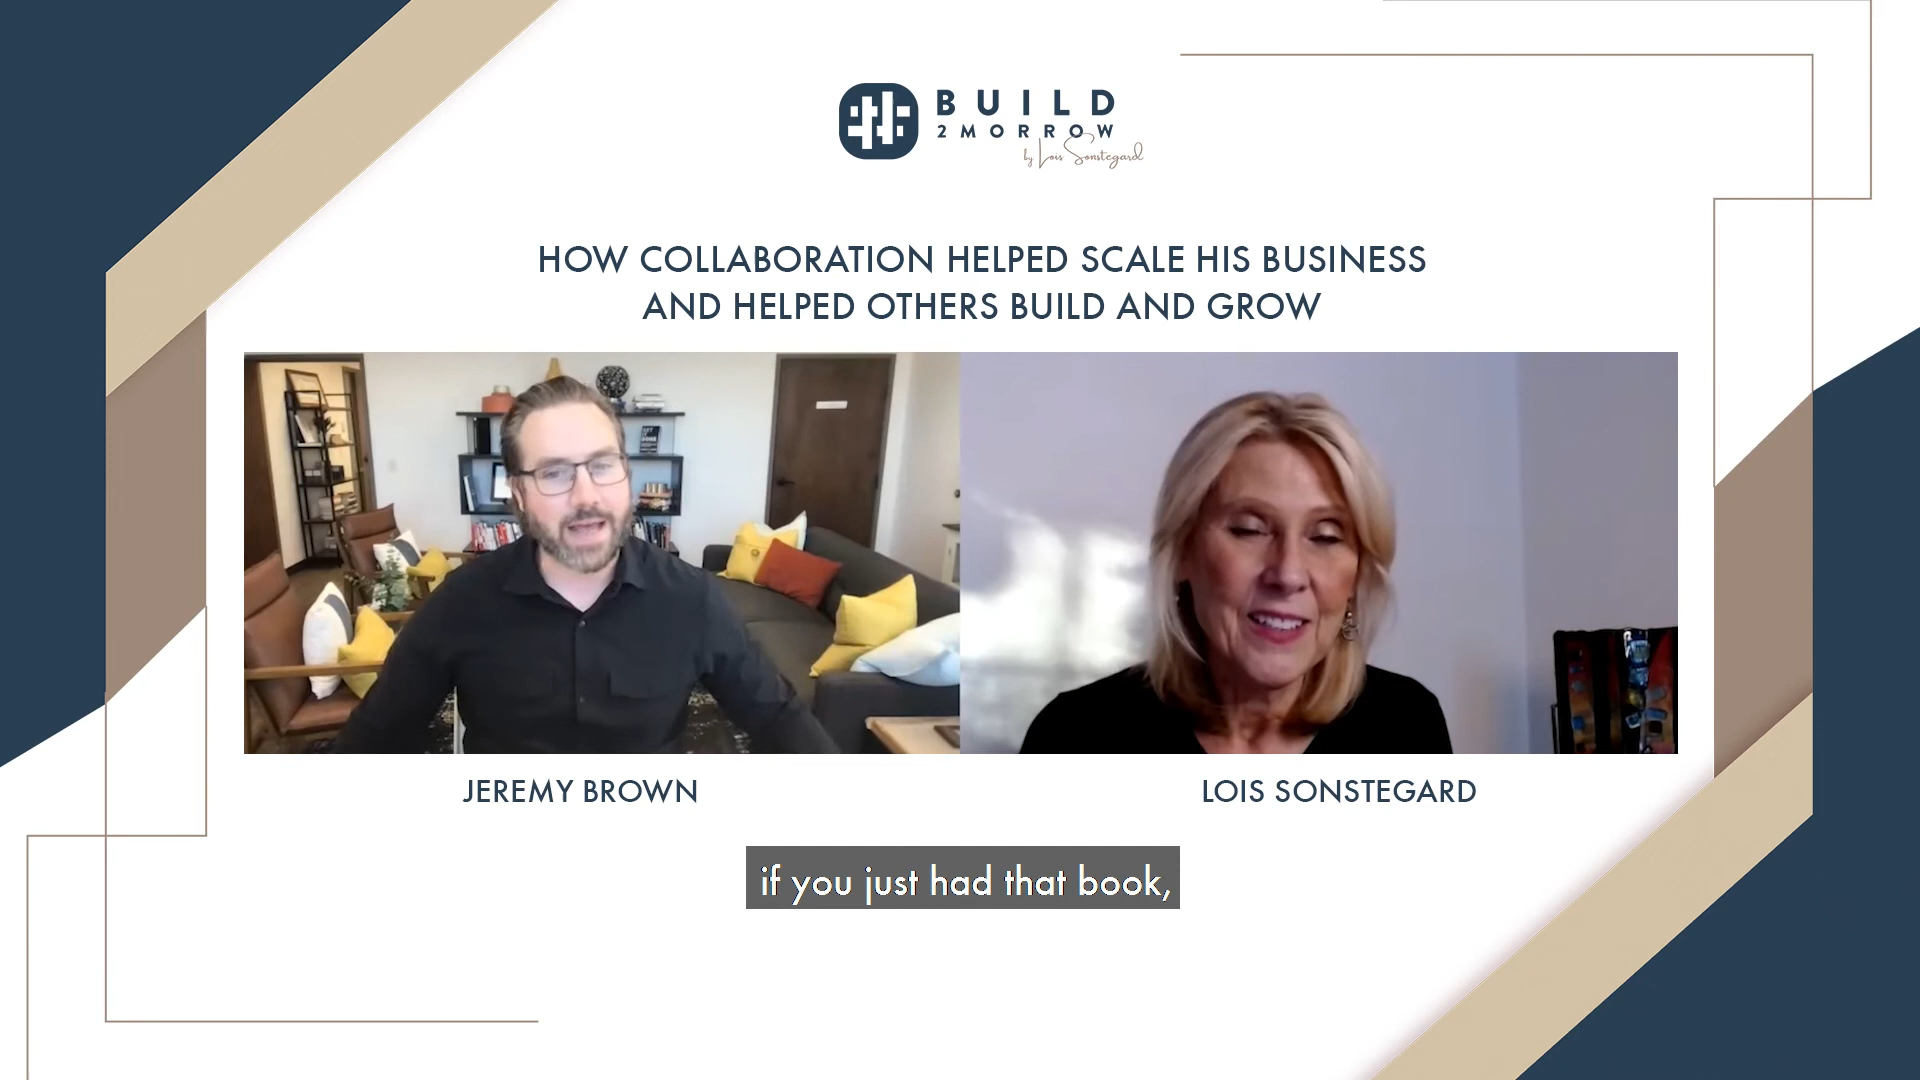 BUILD
2MORROW
by Lois Sonstegard
HOW COLLABORATION HELPED SCALE HIS BUSINESS
AND HELPED OTHERS BUILD AND GROW
JEREMY BROWN
LOIS SONSTEGARD
if you just had that book,